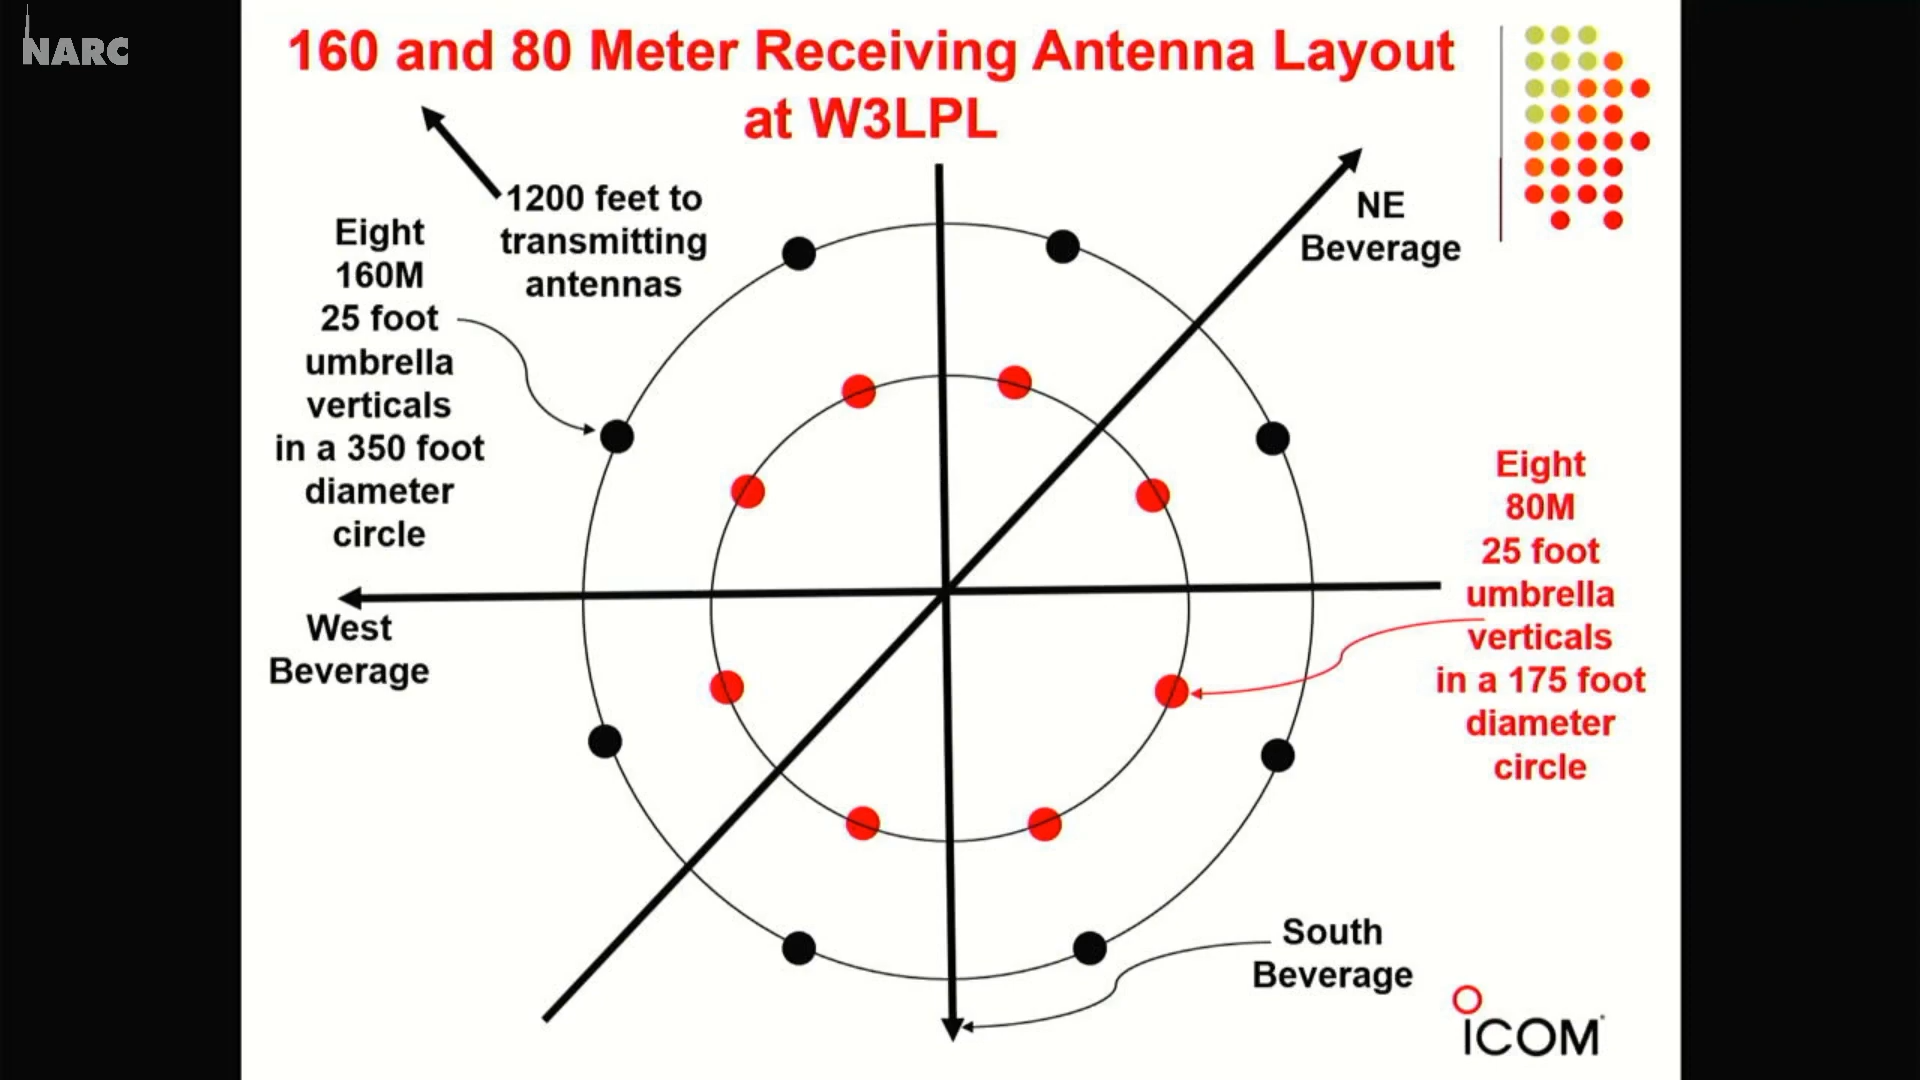 NARC
160 and 80 Meter Receiving Antenna Layout
at W3LPL
1200 feet to
transmitting
antennas
Eight
160M
25 foot
umbrella
verticals
in a 350 foot
diameter
circle
NE
Beverage
Eight
80M
25 foot
umbrella
verticals
in a 175 foot
diameter
circle
West
Beverage
South
Beverage
ICOM